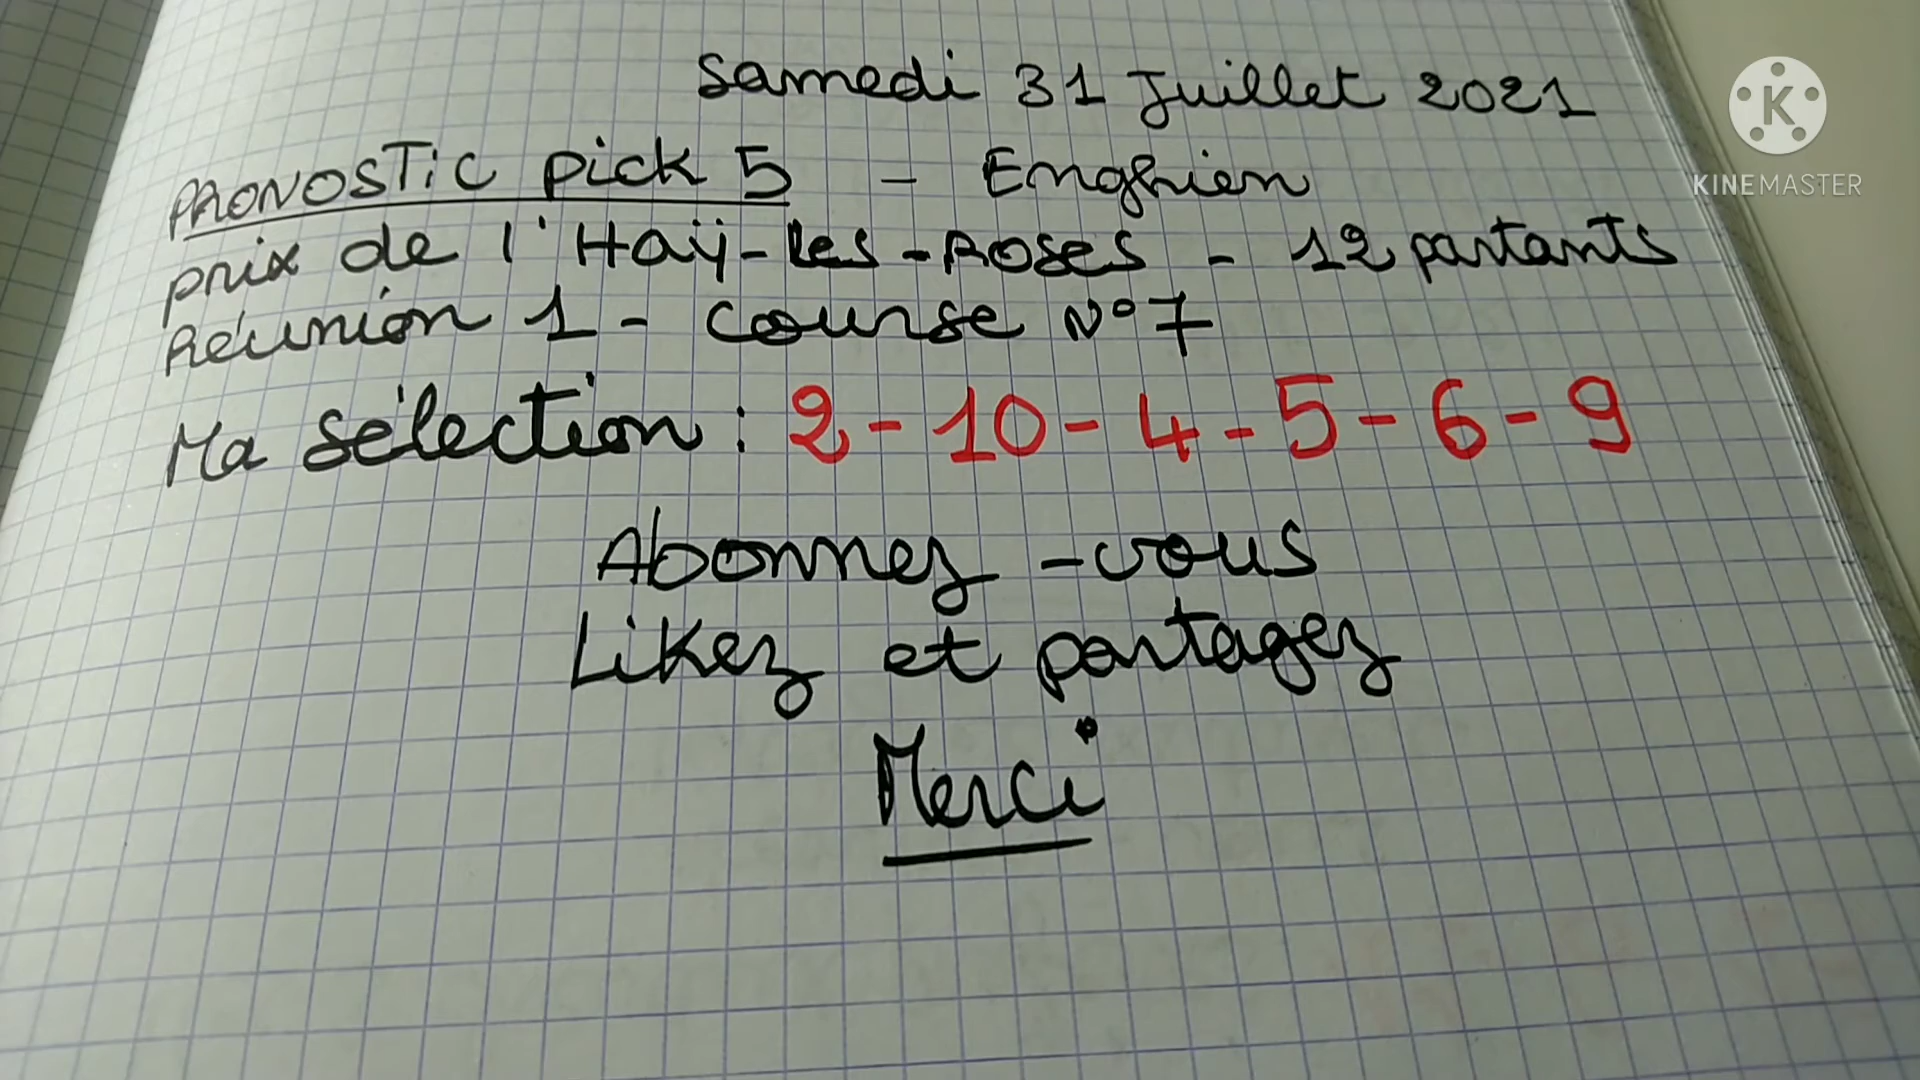 Samedi 31 Juillet 2021
PRONOSTIC PICK 5 - Enghien
prix de l'Haÿ-Les-Roses - 12 partants
Réunion 1 - Course N°7
Ma sélection : 2 - 10 - 4 - 5 - 6 - 9
Abonnez-vous
Likez et partagez
Merci
K
KINEMASTER